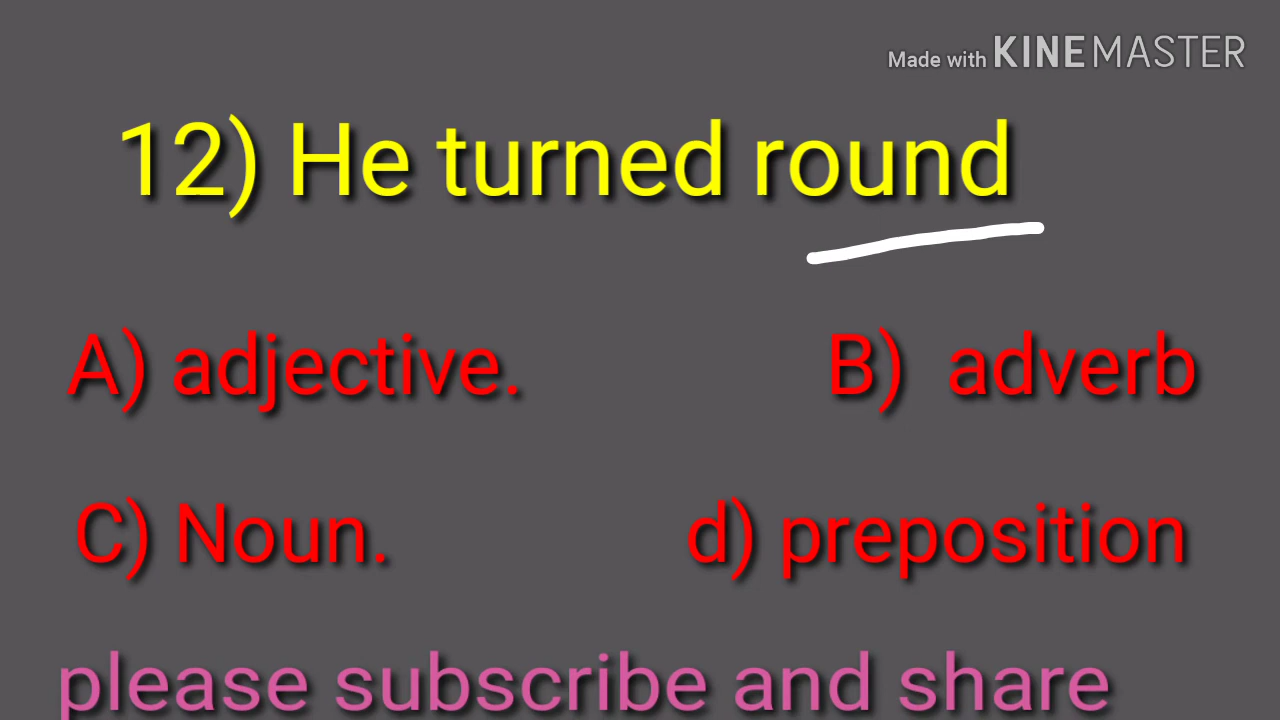 Made with KINEMASTER
12) He turned round
A) adjective. B) adverb
C) Noun. d) preposition
please subscribe and share